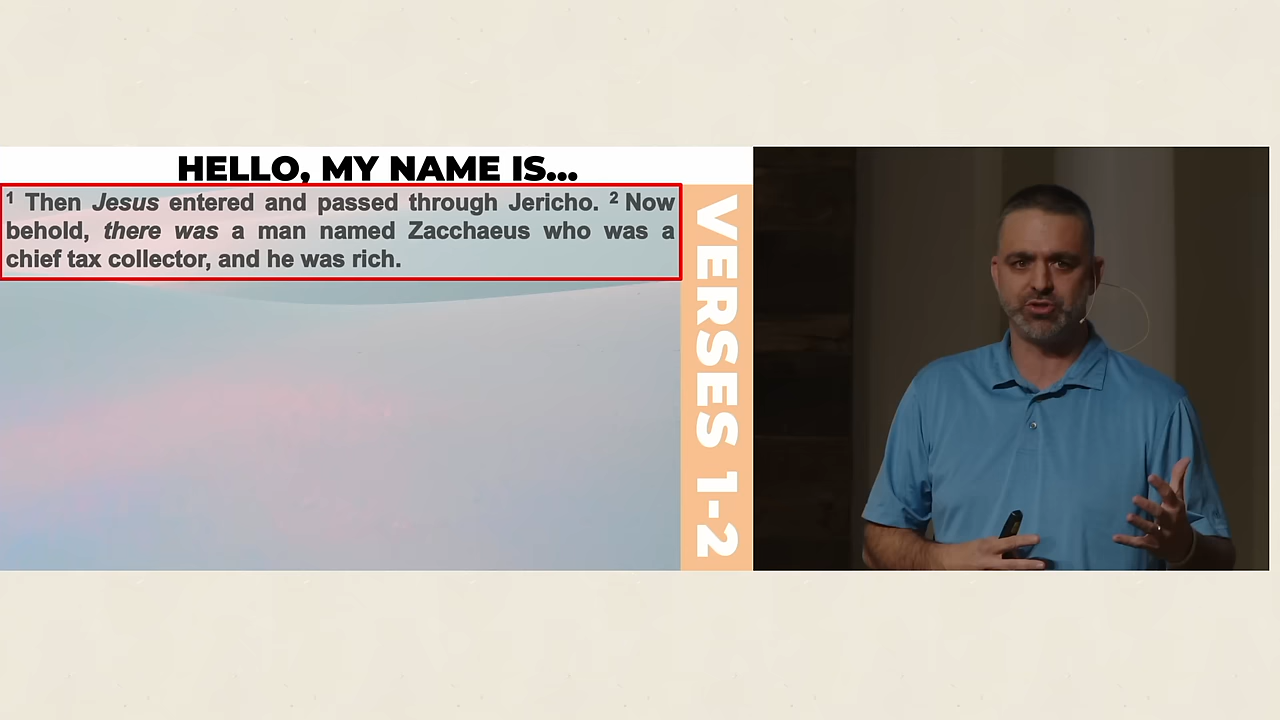 HELLO, MY NAME IS...
1 Then Jesus entered and passed through Jericho. 2 Now
behold, there was a man named Zacchaeus who was a
chief tax collector, and he was rich.
VERSES 1-2